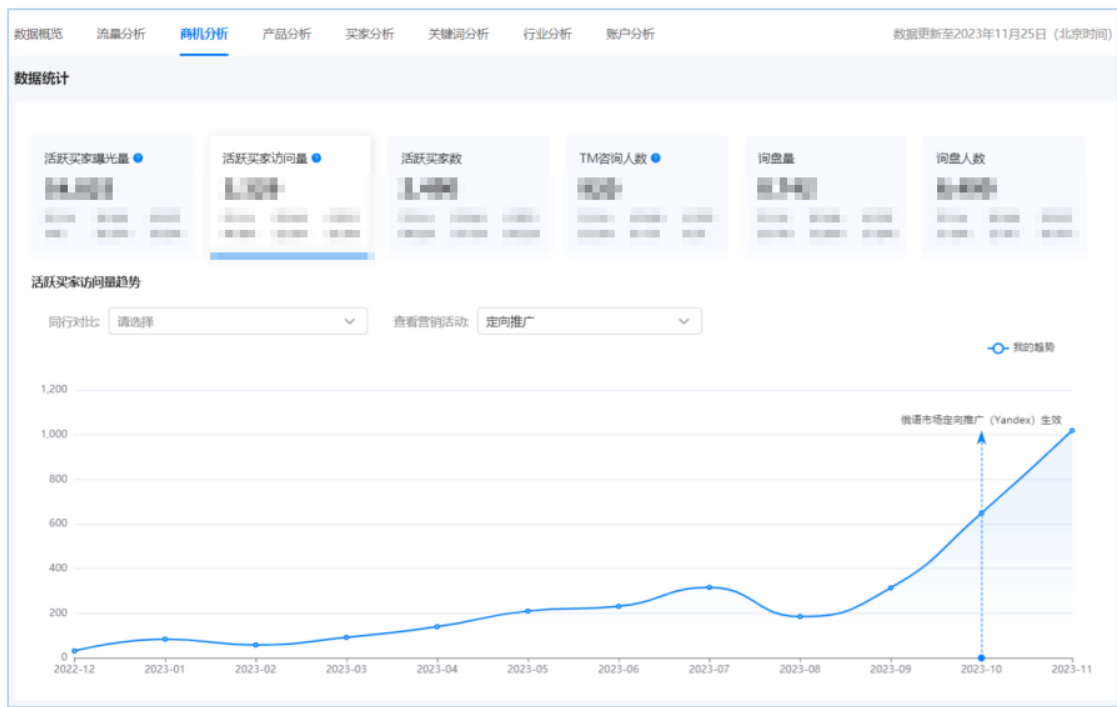 数据概览 流量分析 商机分析 产品分析 买家分析 关键词分析 行业分析 账户分析 数据更新至2023年11月25日（北京时间）
数据统计
活跃买家曝光量 活跃买家访问量 活跃买家数 TM咨询人数 询盘量 询盘人数
活跃买家访问量趋势
同行对比: 请选择 查看营销活动: 定向推广
我的趋势
1,200
俄语市场定向推广（Yandex）生效
1,000
800
600
400
200
0
2022-12 2023-01 2023-02 2023-03 2023-04 2023-05 2023-06 2023-07 2023-08 2023-09 2023-10 2023-11